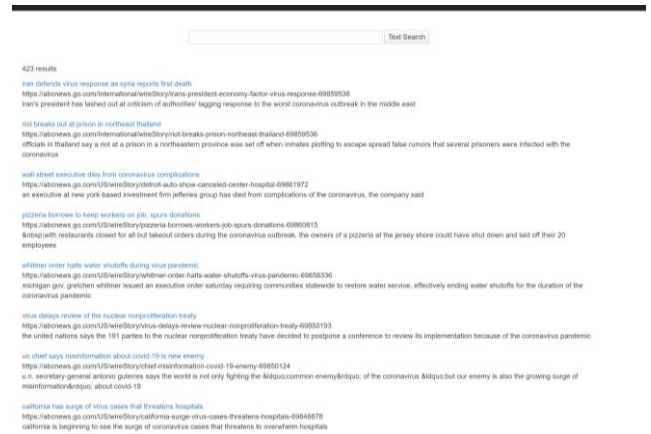 Text Search
423 results
iran defends virus response as syria reports first death
https://abcnews.go.com/International/wireStory/irans-president-economy-factor-virus-response-69859538
iran's president has lashed out at criticism of authorities' lagging response to the worst coronavirus outbreak in the middle east
riot breaks out at prison in northeast thailand
https://abcnews.go.com/International/wireStory/riot-breaks-prison-northeast-thailand-69859536
officials in thailand say a riot at a prison in a northeastern province was set off when inmates plotting to escape spread false rumors that several prisoners were infected with the
coronavirus
wall street executive dies from coronavirus complications
https://abcnews.go.com/US/wireStory/detroit-auto-show-canceled-center-hospital-69861972
an executive at new york-based investment firm jefferies group has died from complications of the coronavirus, the company said
pizzeria borrows to keep workers on job, spurs donations
https://abcnews.go.com/US/wireStory/pizzeria-borrows-workers-job-spurs-donations-69860815
&nbsp;with restaurants closed for all but takeout orders during the coronavirus outbreak, the owners of a pizzeria at the jersey shore could have shut down and laid off their 20
employees
whitmer order halts water shutoffs during virus pandemic
https://abcnews.go.com/US/wireStory/whitmer-order-halts-water-shutoffs-virus-pandemic-69858336
michigan gov. gretchen whitmer issued an executive order saturday requiring communities statewide to restore water service, effectively ending water shutoffs for the duration of the
coronavirus pandemic
virus delays review of the nuclear nonproliferation treaty
https://abcnews.go.com/US/wireStory/virus-delays-review-nuclear-nonproliferation-treaty-69850193
the united nations says the 191 parties to the nuclear nonproliferation treaty have decided to postpone a conference to review its implementation because of the coronavirus pandemic
un chief says misinformation about covid-19 is new enemy
https://abcnews.go.com/US/wireStory/chief-misinformation-covid-19-enemy-69850124
u.n. secretary-general antonio guterres says the world is not only fighting the &ldquo;common enemy&rdquo; of the coronavirus &ldquo;but our enemy is also the growing surge of
misinformation&rdquo; about covid-19
california has surge of virus cases that threatens hospitals
https://abcnews.go.com/US/wireStory/california-surge-virus-cases-threatens-hospitals-69848878
california is beginning to see the surge of coronavirus cases that threatens to overwhelm hospitals